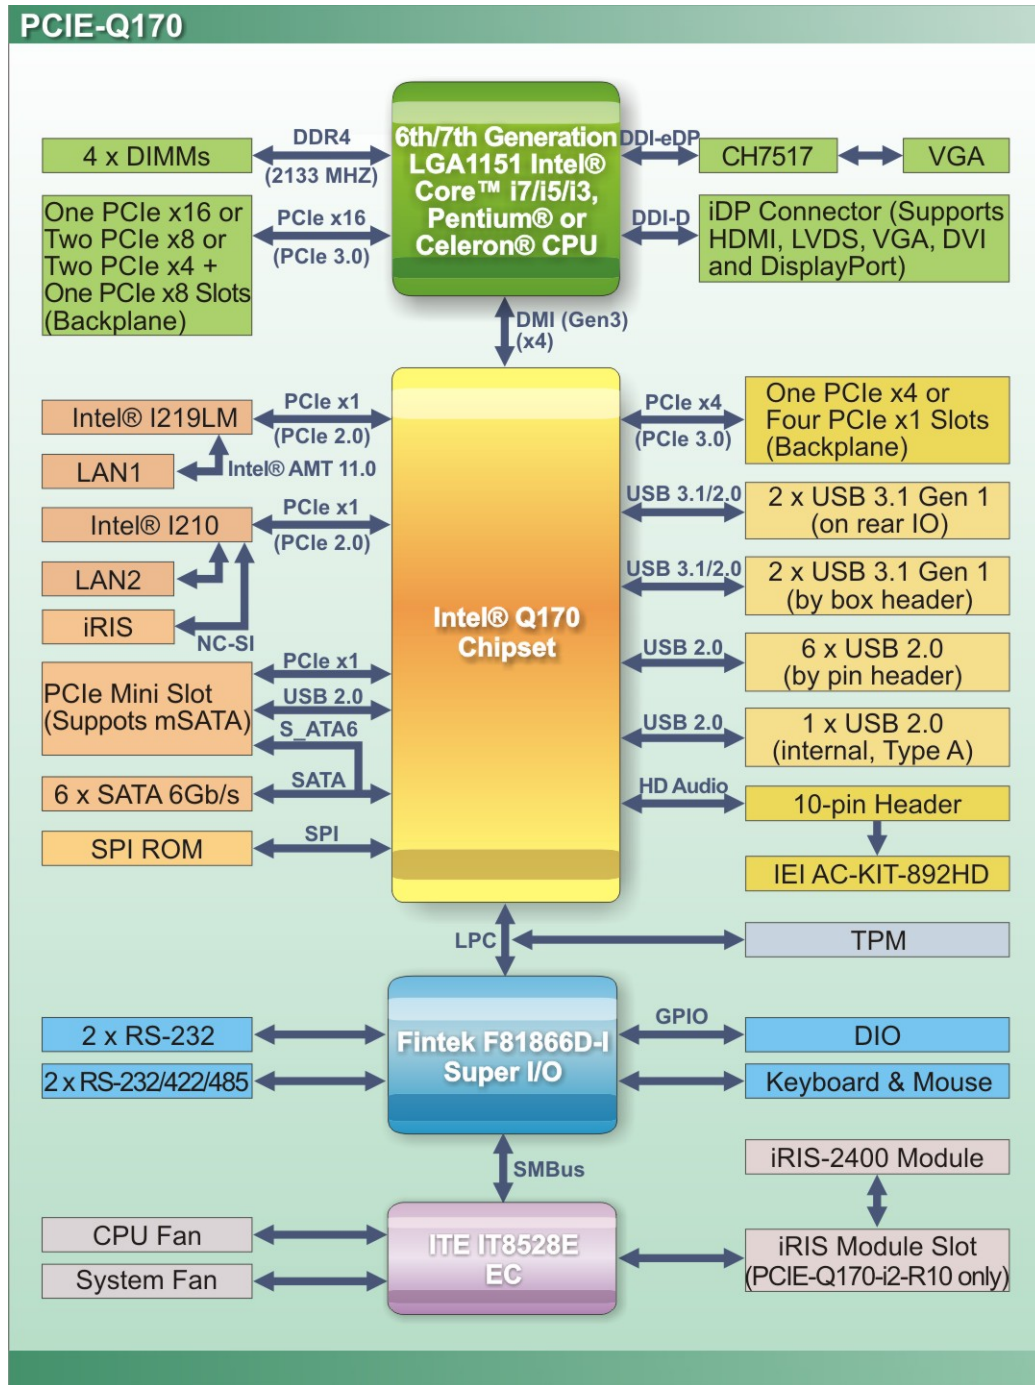 PCIE-Q170
4 x DIMMs
DDR4
(2133 MHZ)
6th/7th Generation
LGA1151 Intel®
Core™ i7/i5/i3,
Pentium® or
Celeron® CPU
DDI-eDP
CH7517
VGA
One PCIe x16 or
Two PCIe x8 or
Two PCIe x4 +
One PCIe x8 Slots
(Backplane)
PCIe x16
(PCIe 3.0)
DDI-D
iDP Connector (Supports
HDMI, LVDS, VGA, DVI
and DisplayPort)
DMI (Gen3)
(x4)
Intel® I219LM
PCIe x1
(PCIe 2.0)
LAN1
Intel® AMT 11.0
Intel® I210
PCIe x1
(PCIe 2.0)
LAN2
iRIS
NC-SI
PCIe Mini Slot
(Suppots mSATA)
PCIe x1
USB 2.0
S_ATA6
6 x SATA 6Gb/s
SATA
SPI ROM
SPI
Intel® Q170
Chipset
PCIe x4
(PCIe 3.0)
One PCIe x4 or
Four PCIe x1 Slots
(Backplane)
USB 3.1/2.0
2 x USB 3.1 Gen 1
(on rear IO)
USB 3.1/2.0
2 x USB 3.1 Gen 1
(by box header)
USB 2.0
6 x USB 2.0
(by pin header)
USB 2.0
1 x USB 2.0
(internal, Type A)
HD Audio
10-pin Header
IEI AC-KIT-892HD
LPC
TPM
2 x RS-232
2 x RS-232/422/485
Fintek F81866D-I
Super I/O
GPIO
DIO
Keyboard & Mouse
SMBus
iRIS-2400 Module
CPU Fan
System Fan
ITE IT8528E
EC
iRIS Module Slot
(PCIE-Q170-i2-R10 only)